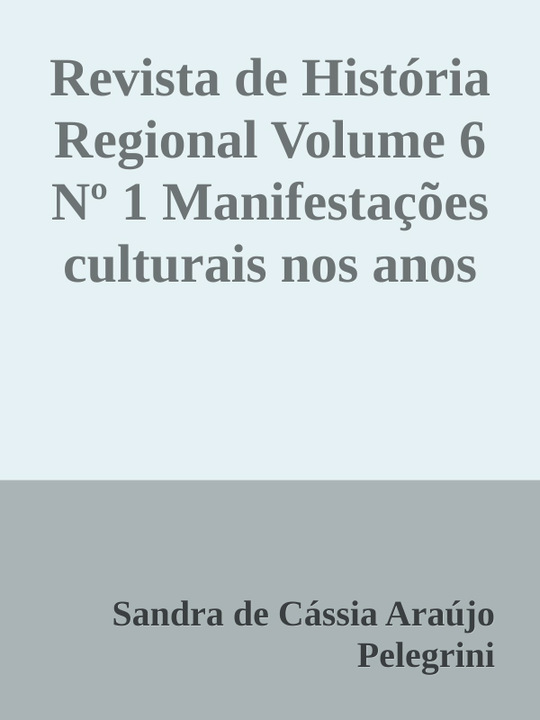 Revista de História
Regional Volume 6
Nº 1 Manifestações
culturais nos anos
Sandra de Cássia Araújo
Pelegrini